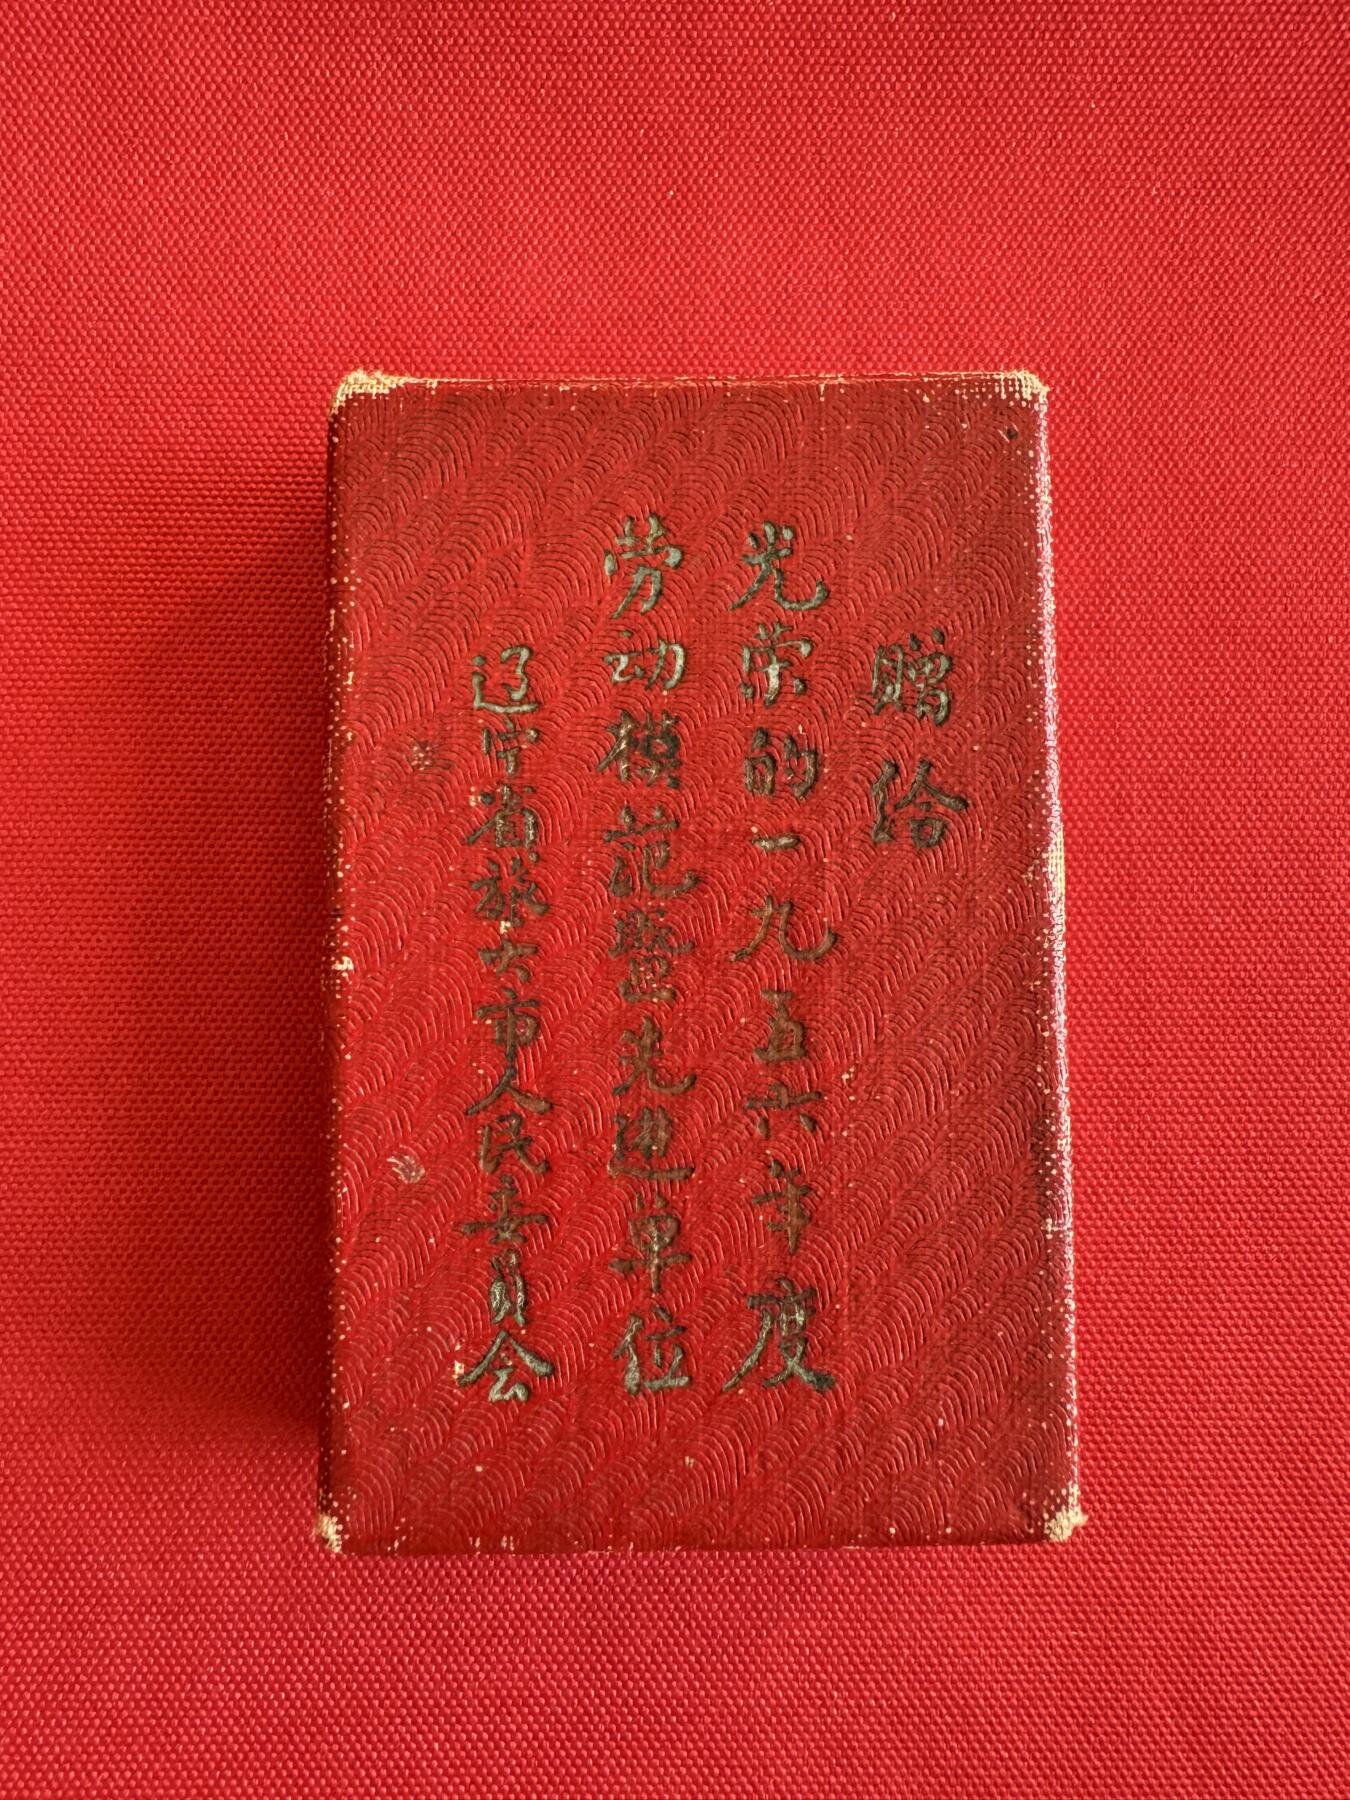 赠给
光荣的一九五六年度
劳动模范暨先进单位
辽宁省旅大市人民委员会